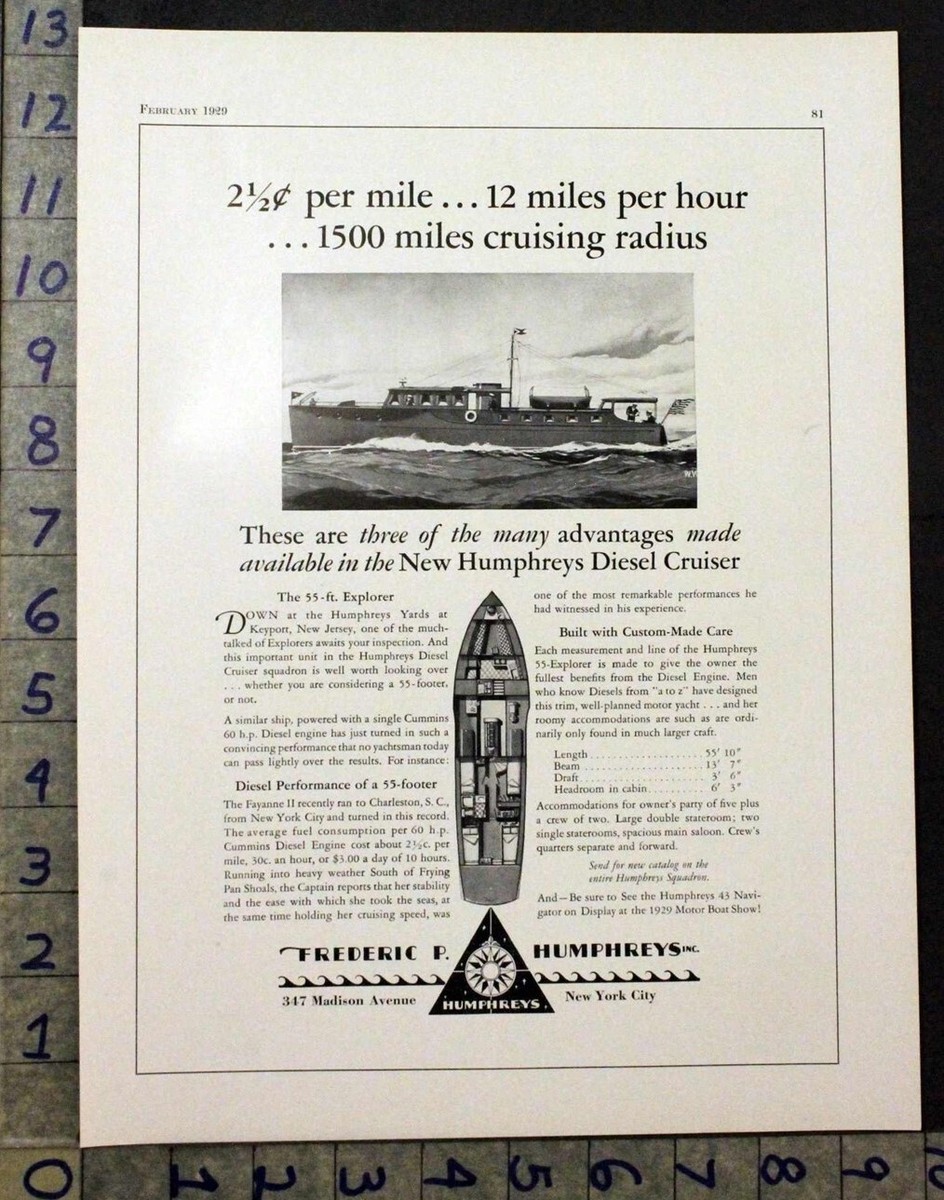 13
12
11
10
9
8
7
6
5
4
3
2
1
0
1
2
3
4
5
6
7
8
9
10
FEBRUARY 1929
81
2½¢ per mile ... 12 miles per hour
... 1500 miles cruising radius
These are three of the many advantages made
available in the New Humphreys Diesel Cruiser
The 55-ft. Explorer
DOWN at the Humphreys Yards at
Keyport, New Jersey, one of the much-
talked of Explorers awaits your inspection. And
this important unit in the Humphreys Diesel
Cruiser squadron is well worth looking over
. . . whether you are considering a 55-footer,
or not.
A similar ship, powered with a single Cummins
60 h.p. Diesel engine has just turned in such a
convincing performance that no yachtsman today
can pass lightly over the results. For instance:
Diesel Performance of a 55-footer
The Fayanne II recently ran to Charleston, S. C.,
from New York City and turned in this record.
The average fuel consumption per 60 h.p.
Cummins Diesel Engine cost about 2½c. per
mile, 30c. an hour, or $3.00 a day of 10 hours.
Running into heavy weather South of Frying
Pan Shoals, the Captain reports that her stability
and the ease with which she took the seas, at
the same time holding her cruising speed, was
one of the most remarkable performances he
had witnessed in his experience.
Built with Custom-Made Care
Each measurement and line of the Humphreys
55-Explorer is made to give the owner the
fullest benefits from the Diesel Engine. Men
who know Diesels from "a to z" have designed
this trim, well-planned motor yacht . . . and her
roomy accommodations are such as are ordi-
narily only found in much larger craft.
Length .................... 55' 10"
Beam ...................... 13' 7"
Draft ...................... 3' 6"
Headroom in cabin .......... 6' 3"
Accommodations for owner's party of five plus
a crew of two. Large double stateroom; two
single staterooms, spacious main saloon. Crew's
quarters separate and forward.
Send for new catalog on the
entire Humphreys Squadron.
And—Be sure to See the Humphreys 43 Navi-
gator on Display at the 1929 Motor Boat Show!
FREDERIC P. HUMPHREYS INC.
347 Madison Avenue
HUMPHREYS
New York City